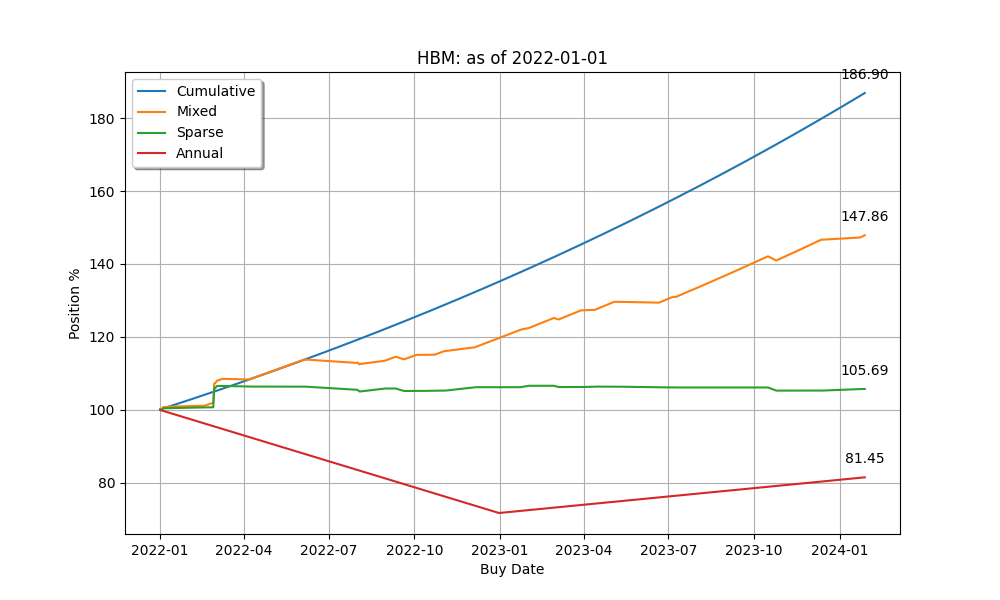 HBM: as of 2022-01-01
186.90
Cumulative
Mixed
Sparse
Annual
180
160
147.86
140
Position %
120
105.69
100
81.45
80
2022-01 2022-04 2022-07 2022-10 2023-01 2023-04 2023-07 2023-10 2024-01
Buy Date